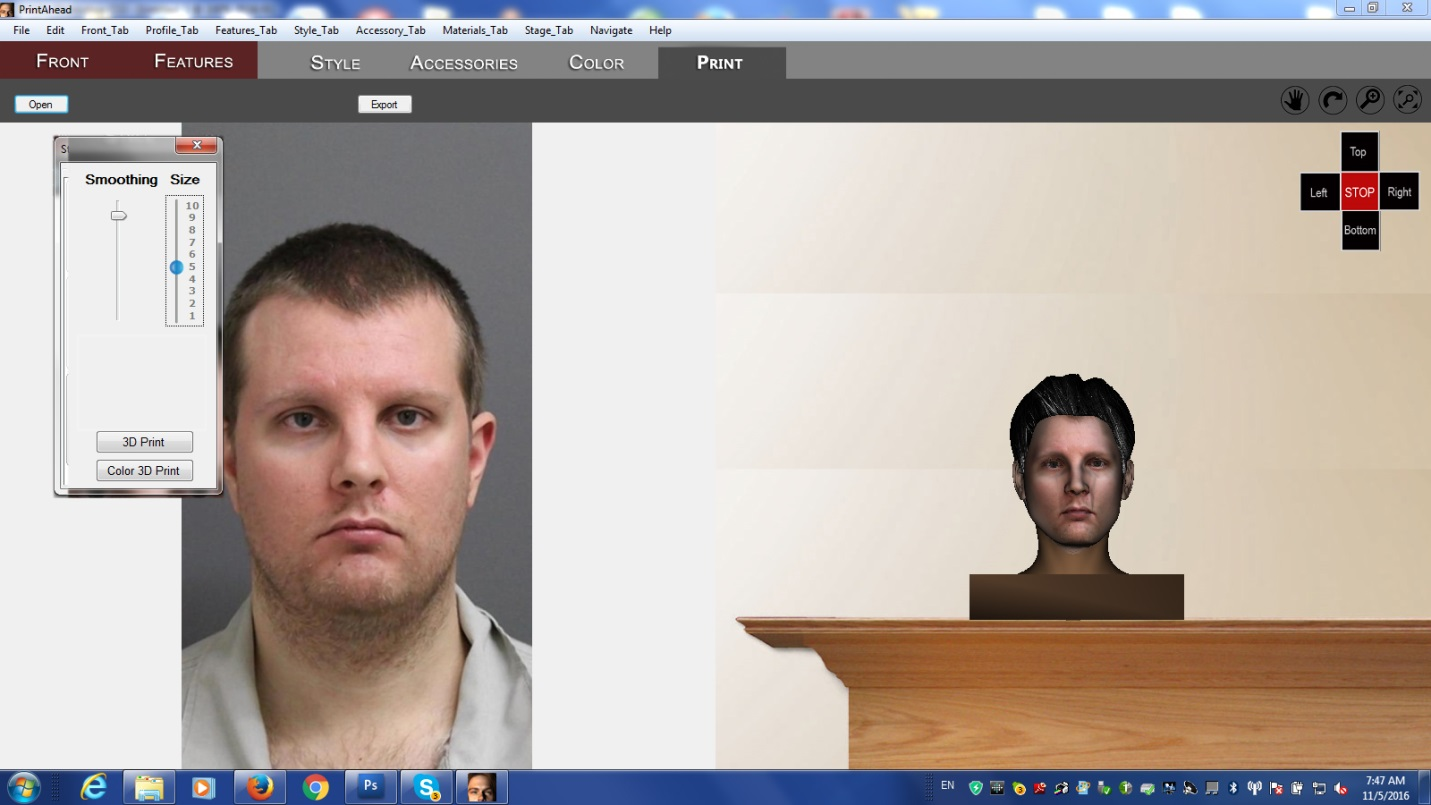 PrintAhead
File Edit Front_Tab Profile_Tab Features_Tab Style_Tab Accessory_Tab Materials_Tab Stage_Tab Navigate Help
FRONT FEATURES STYLE ACCESSORIES COLOR PRINT
Open Export
Smoothing Size
10
9
8
7
6
5
4
3
2
1
3D Print
Color 3D Print
Top
Left STOP Right
Bottom
Ps
S 3
EN
7:47 AM
11/5/2016